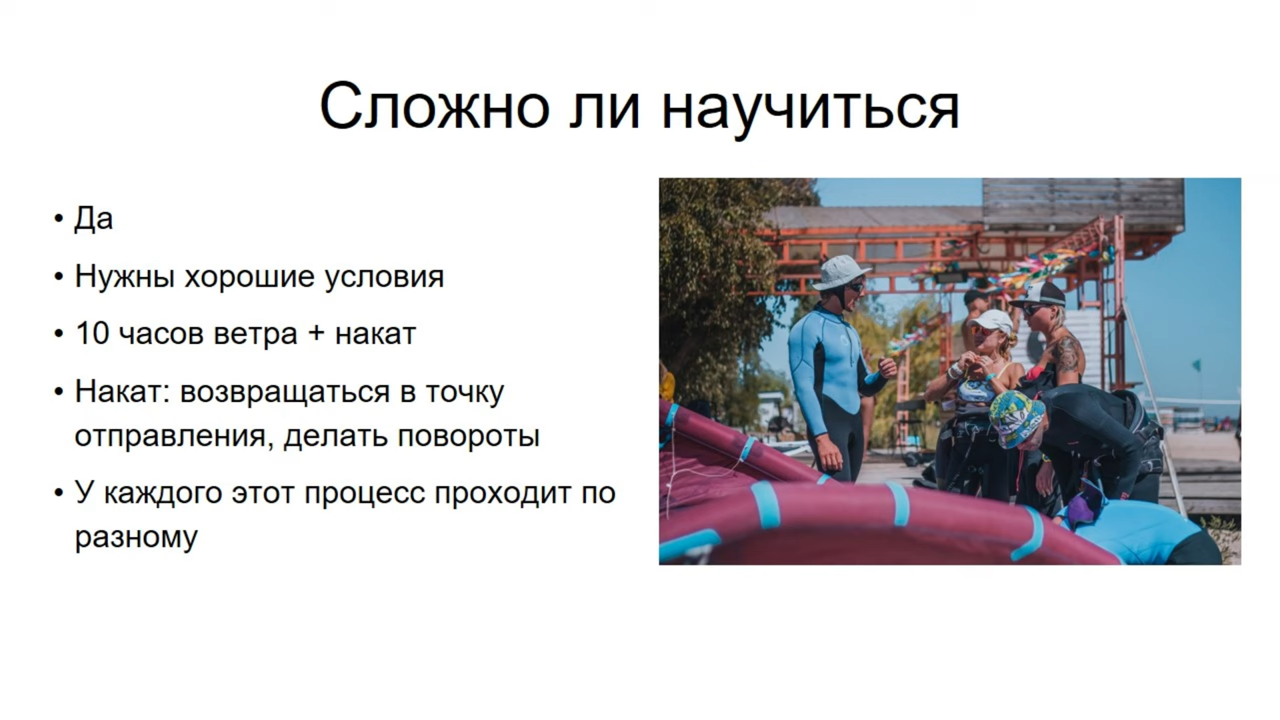 Сложно ли научиться
• Да
• Нужны хорошие условия
• 10 часов ветра + накат
• Накат: возвращаться в точку
отправления, делать повороты
• У каждого этот процесс проходит по
разному